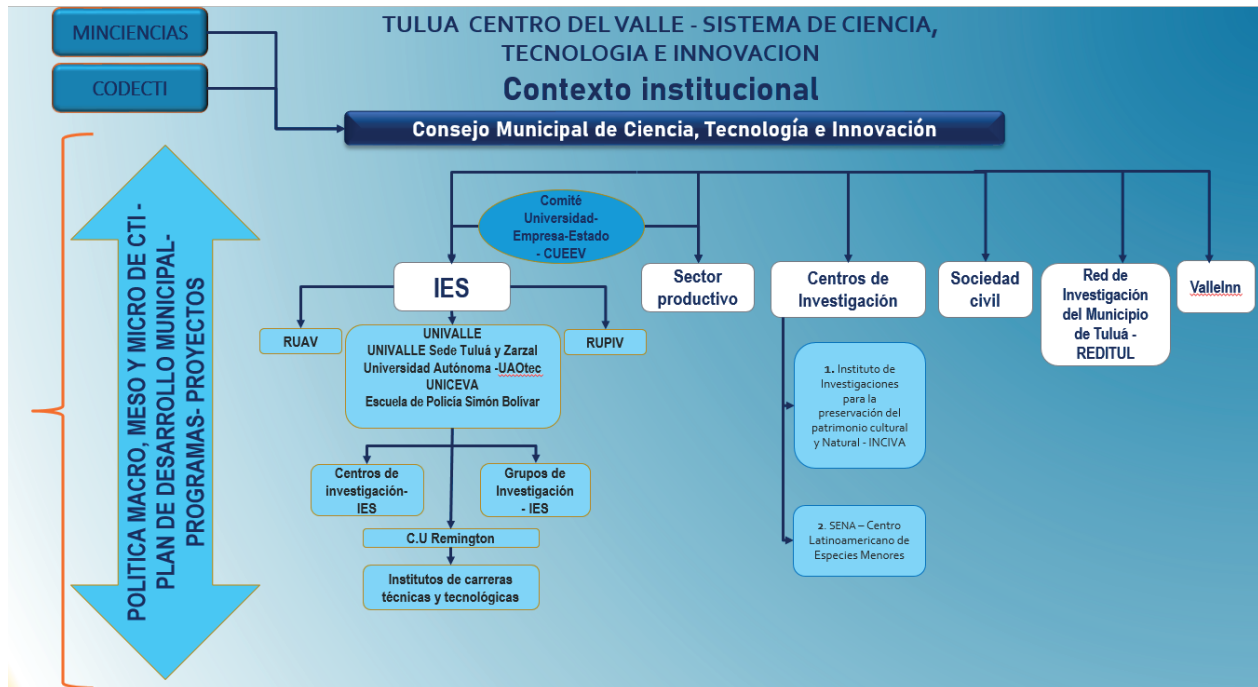 MINCIENCIAS
CODECTI
TULUA CENTRO DEL VALLE - SISTEMA DE CIENCIA,
TECNOLOGIA E INNOVACION
Contexto institucional
Consejo Municipal de Ciencia, Tecnología e Innovación
POLITICA MACRO, MESO Y MICRO DE CTI -
PLAN DE DESARROLLO MUNICIPAL-
PROGRAMAS- PROYECTOS
Comité
Universidad-
Empresa-Estado
- CUEEV
IES
Sector
productivo
Centros de
Investigación
Sociedad
civil
Red de
Investigación
del Municipio
de Tuluá -
REDITUL
ValleInn
RUAV
UNIVALLE
UNIVALLE Sede Tuluá y Zarzal
Universidad Autónoma -UAOtec
UNICEVA
Escuela de Policía Simón Bolívar
RUPIV
Centros de
investigación-
IES
Grupos de
Investigación
- IES
C.U Remington
Institutos de carreras
técnicas y tecnológicas
1. Instituto de
Investigaciones
para la
preservación del
patrimonio cultural
y Natural - INCIVA
2. SENA – Centro
Latinoamericano de
Especies Menores